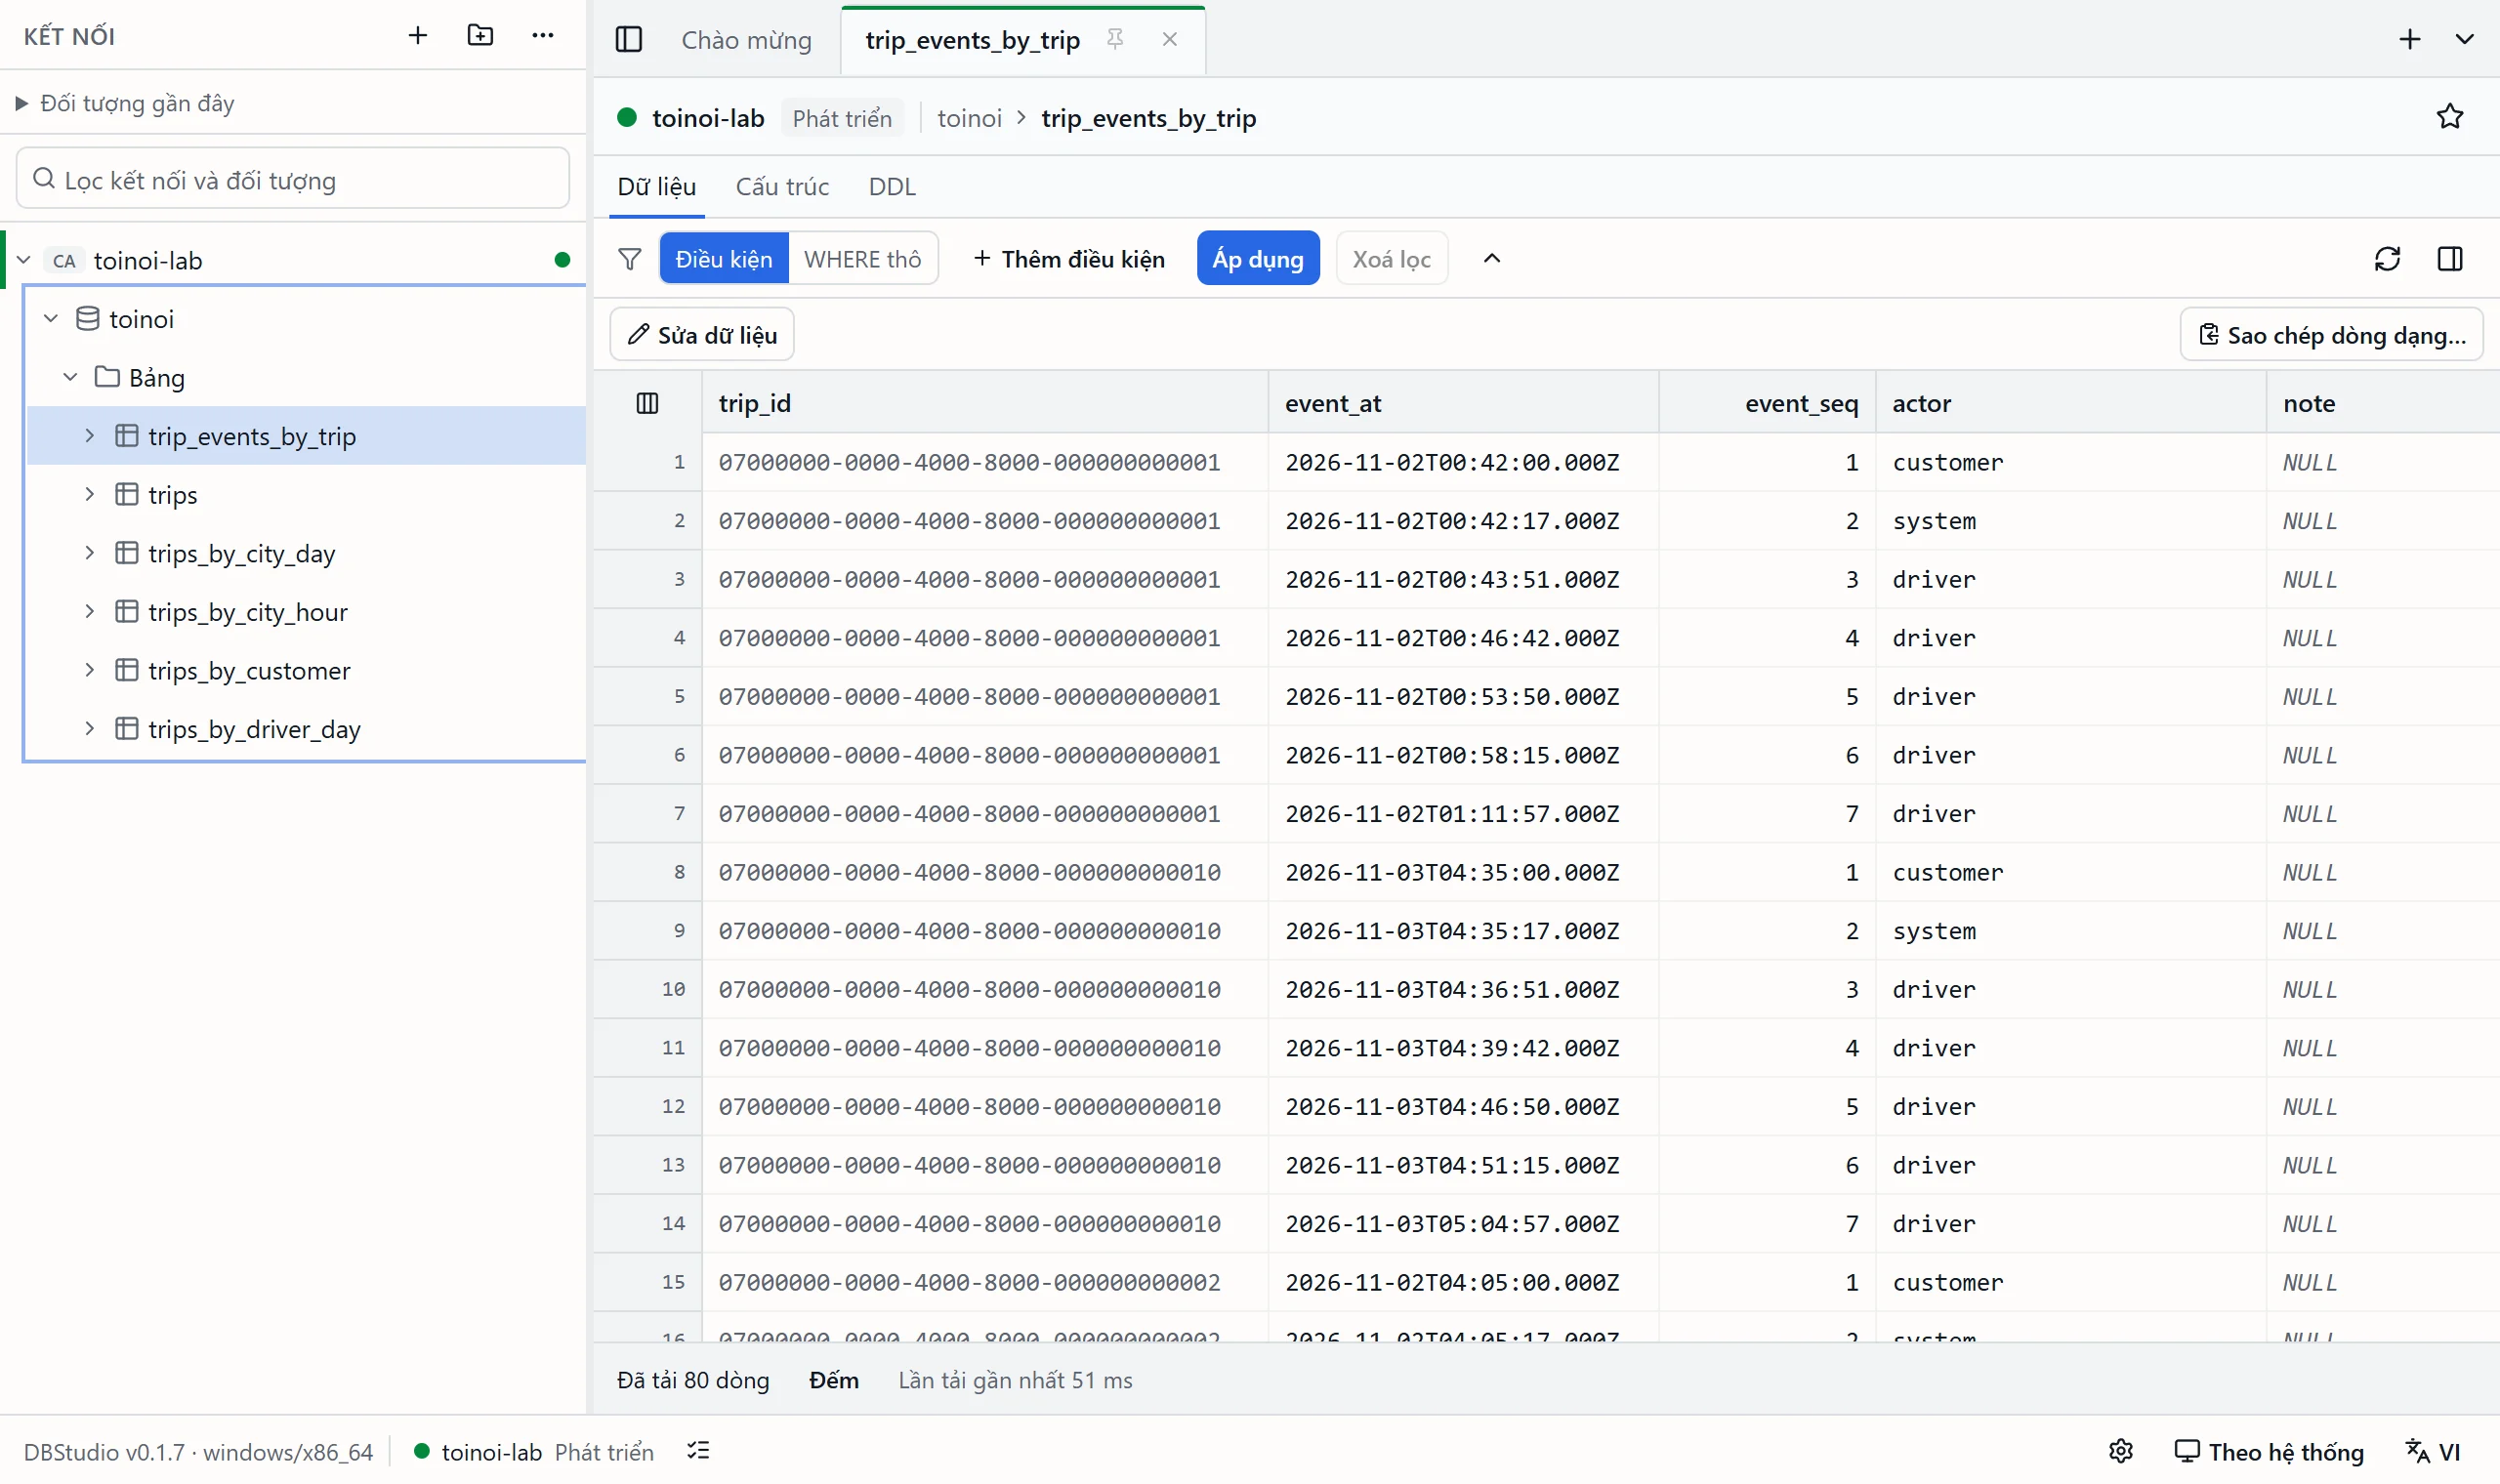 KẾT NỐI
Đối tượng gần đây
Lọc kết nối và đối tượng
CA toinoi-lab
toinoi
Bảng
trip_events_by_trip
trips
trips_by_city_day
trips_by_city_hour
trips_by_customer
trips_by_driver_day
Chào mừng trip_events_by_trip
toinoi-lab Phát triển toinoi > trip_events_by_trip
Dữ liệu Cấu trúc DDL
Điều kiện WHERE thô + Thêm điều kiện Áp dụng Xoá lọc
Sửa dữ liệu Sao chép dòng dạng...
trip_id event_at event_seq actor note
1 07000000-0000-4000-8000-000000000001 2026-11-02T00:42:00.000Z 1 customer NULL
2 07000000-0000-4000-8000-000000000001 2026-11-02T00:42:17.000Z 2 system NULL
3 07000000-0000-4000-8000-000000000001 2026-11-02T00:43:51.000Z 3 driver NULL
4 07000000-0000-4000-8000-000000000001 2026-11-02T00:46:42.000Z 4 driver NULL
5 07000000-0000-4000-8000-000000000001 2026-11-02T00:53:50.000Z 5 driver NULL
6 07000000-0000-4000-8000-000000000001 2026-11-02T00:58:15.000Z 6 driver NULL
7 07000000-0000-4000-8000-000000000001 2026-11-02T01:11:57.000Z 7 driver NULL
8 07000000-0000-4000-8000-000000000010 2026-11-03T04:35:00.000Z 1 customer NULL
9 07000000-0000-4000-8000-000000000010 2026-11-03T04:35:17.000Z 2 system NULL
10 07000000-0000-4000-8000-000000000010 2026-11-03T04:36:51.000Z 3 driver NULL
11 07000000-0000-4000-8000-000000000010 2026-11-03T04:39:42.000Z 4 driver NULL
12 07000000-0000-4000-8000-000000000010 2026-11-03T04:46:50.000Z 5 driver NULL
13 07000000-0000-4000-8000-000000000010 2026-11-03T04:51:15.000Z 6 driver NULL
14 07000000-0000-4000-8000-000000000010 2026-11-03T05:04:57.000Z 7 driver NULL
15 07000000-0000-4000-8000-000000000002 2026-11-02T04:05:00.000Z 1 customer NULL
16 07000000-0000-4000-8000-000000000002 2026-11-02T04:05:17.000Z 2 system NULL
Đã tải 80 dòng Đếm Lần tải gần nhất 51 ms
DBStudio v0.1.7 · windows/x86_64 toinoi-lab Phát triển Theo hệ thống VI